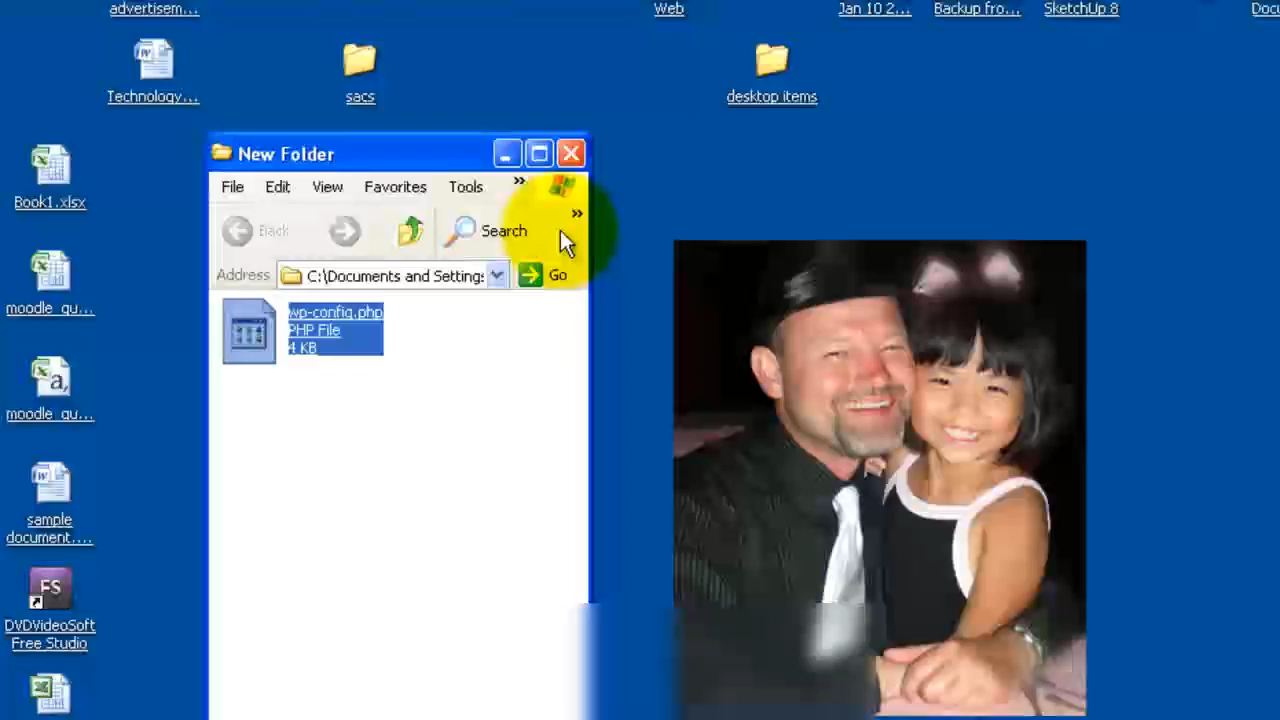 advertisem...
Web
Jan 10 2...
Backup fro...
SketchUp 8
Technology...
sacs
desktop items
New Folder
File Edit View Favorites Tools »
Back Search »
Address C:\Documents and Setting: Go
wp-config.php
PHP File
4 KB
Book1.xlsx
moodle_qu...
a,
moodle_qu...
sample
document....
FS
DVDVideoSoft
Free Studio